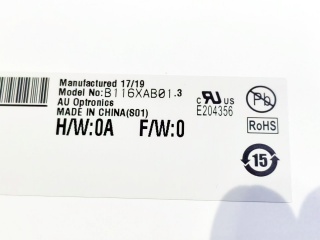 Manufactured 17/19
Model No:B116XAB01.3
AU Optronics
MADE IN CHINA(S01)
H/W:0A F/W:0
c RU US
E204356
Pb
RoHS
15